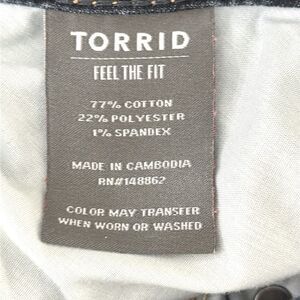 TORRID
FEEL THE FIT
77% COTTON
22% POLYESTER
1% SPANDEX
MADE IN CAMBODIA
RN#148862
COLOR MAY TRANSFER
WHEN WORN OR WASHED